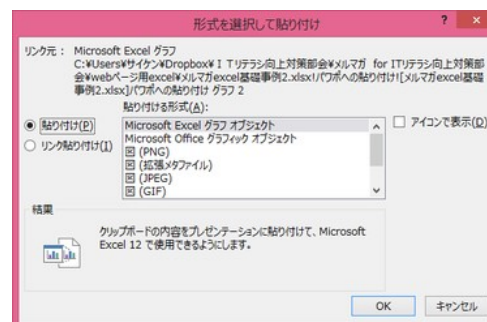 形式を選択して貼り付け
? ×
リンク元： Microsoft Excel グラフ
C:¥Users¥サイケン¥Dropbox¥ＩＴリテラシ向上対策部会¥メルマガ for ITリテラシ向上対策部
会¥webページ用excel¥メルマガexcel基礎事例2.xlsx!パワポへの貼り付け![メルマガexcel基礎
事例2.xlsx]パワポへの貼り付け グラフ 2
貼り付ける形式(A):
貼り付け(P)
リンク貼り付け(I)
Microsoft Excel グラフ オブジェクト
Microsoft Office グラフィック オブジェクト
図 (PNG)
図 (拡張メタファイル)
図 (JPEG)
図 (GIF)
アイコンで表示(D)
結果
クリップボードの内容をプレゼンテーションに貼り付けて、Microsoft
Excel 12 で使用できるようにします。
OK
キャンセル